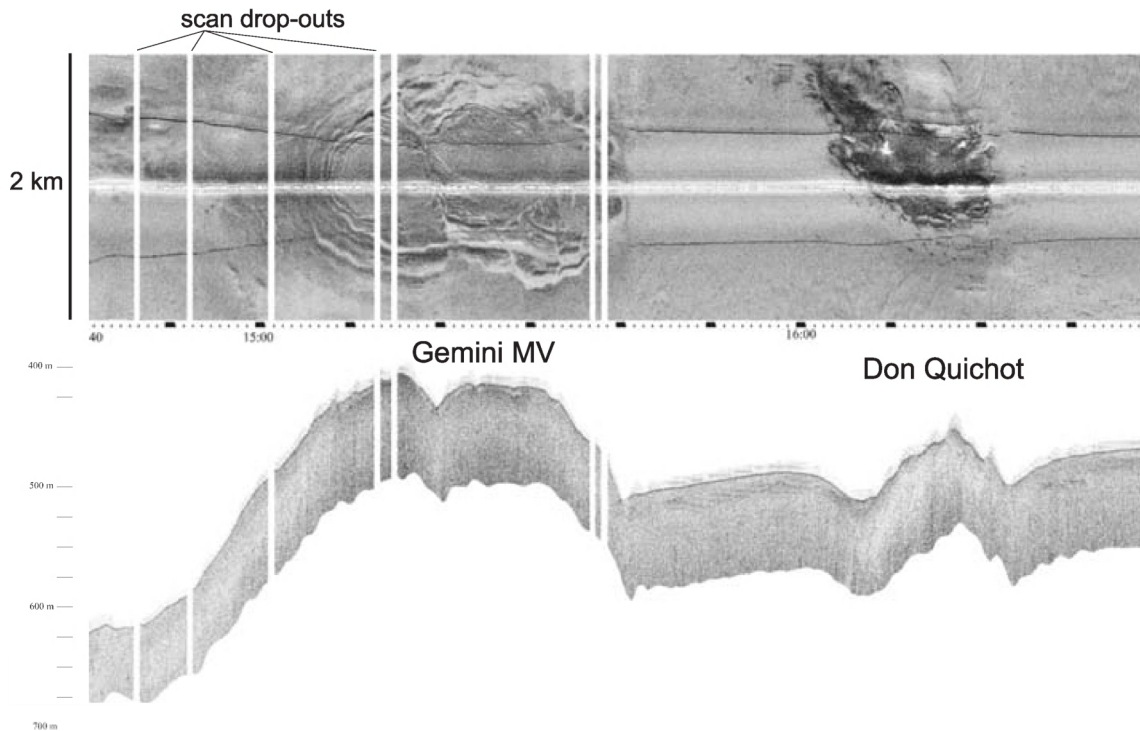 scan drop-outs
2 km
40 15:00 16:00
Gemini MV
Don Quichot
400 m
500 m
600 m
700 m